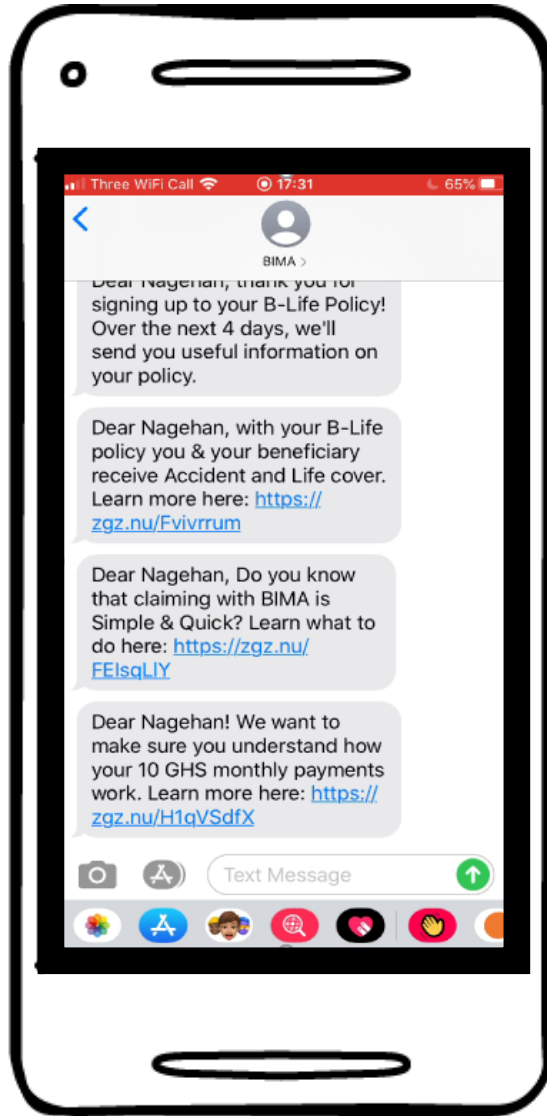 Three WiFi Call 17:31 65%
BIMA >
Dear Nagehan, thank you for
signing up to your B-Life Policy!
Over the next 4 days, we'll
send you useful information on
your policy.
Dear Nagehan, with your B-Life
policy you & your beneficiary
receive Accident and Life cover.
Learn more here: https://
zgz.nu/Fvivrrum
Dear Nagehan, Do you know
that claiming with BIMA is
Simple & Quick? Learn what to
do here: https://zgz.nu/
FEIsqLlY
Dear Nagehan! We want to
make sure you understand how
your 10 GHS monthly payments
work. Learn more here: https://
zgz.nu/H1qVSdfX
Text Message